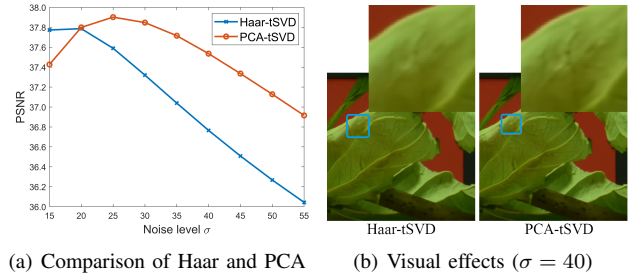 38.0
37.8
37.6
37.4
37.2
37.0
36.8
36.6
36.4
36.2
36.0
PSNR
Haar-tSVD
PCA-tSVD
15 20 25 30 35 40 45 50 55
Noise level σ
Haar-tSVD PCA-tSVD
(a) Comparison of Haar and PCA (b) Visual effects (σ = 40)